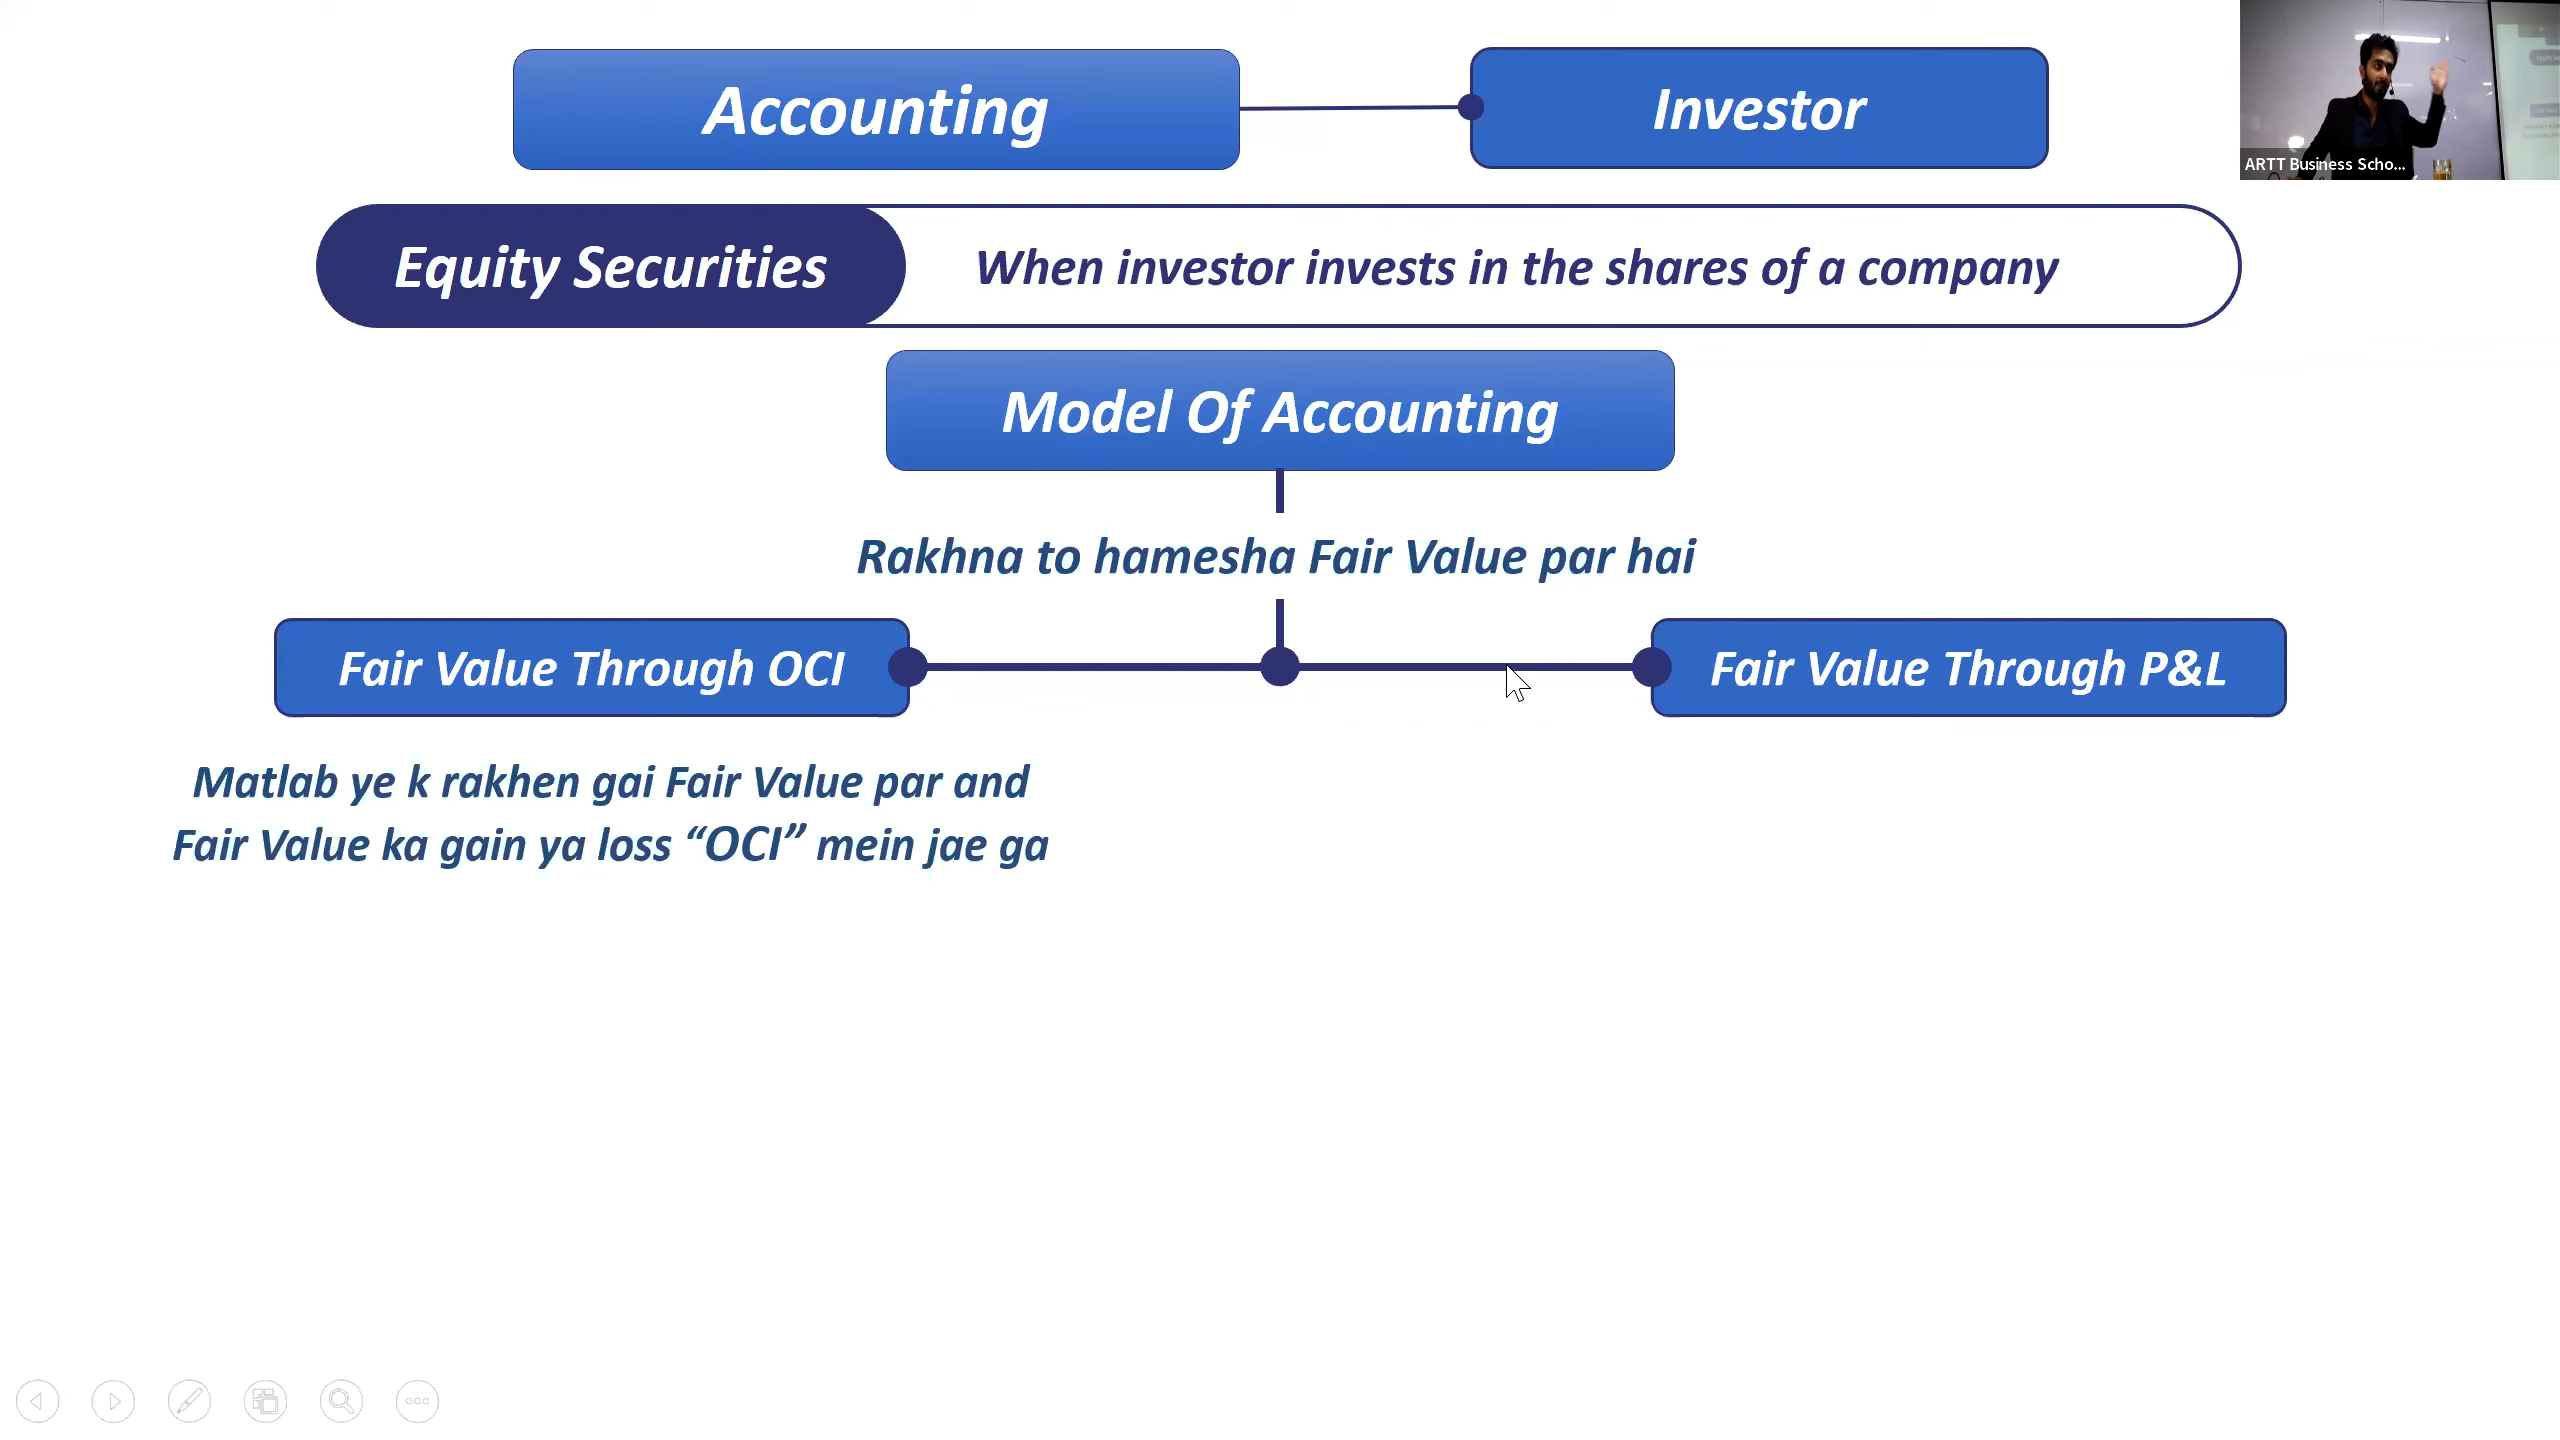 Accounting
Investor
ARTT Business Scho...
Equity Securities
When investor invests in the shares of a company
Model Of Accounting
Rakhna to hamesha Fair Value par hai
Fair Value Through OCI
Fair Value Through P&L
Matlab ye k rakhen gai Fair Value par and
Fair Value ka gain ya loss “OCI” mein jae ga